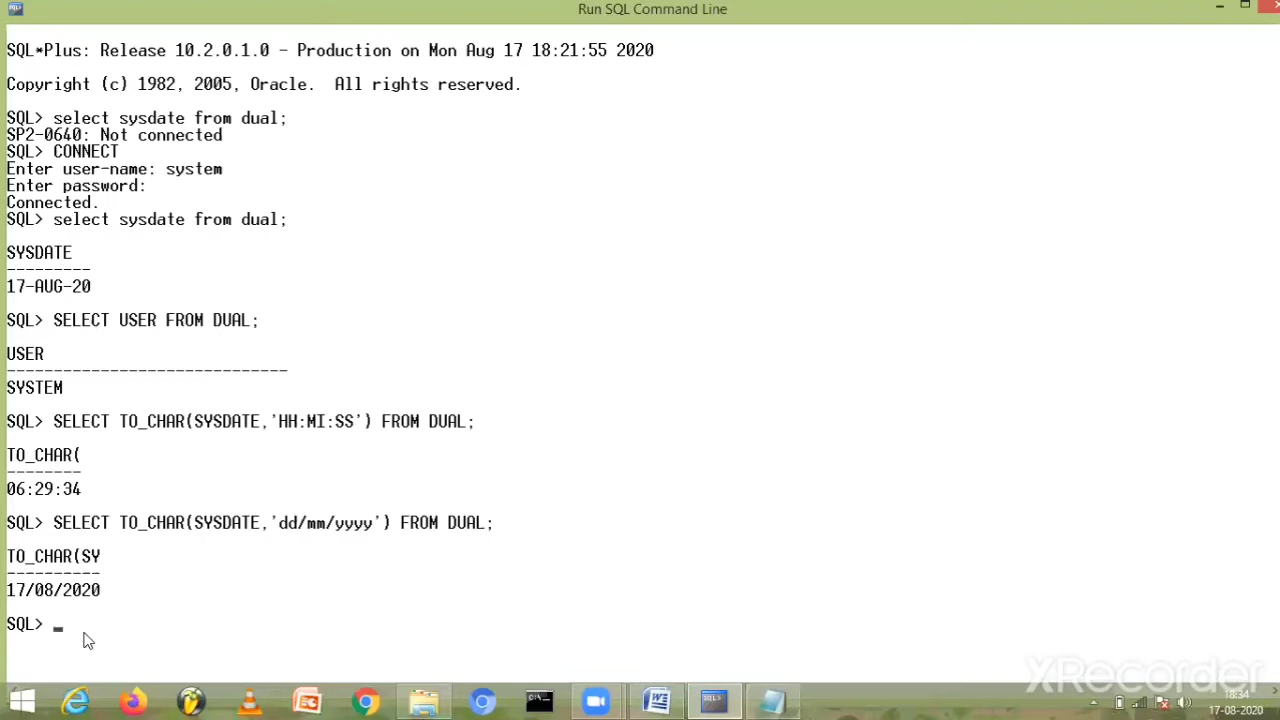 Run SQL Command Line
SQL*Plus: Release 10.2.0.1.0 - Production on Mon Aug 17 18:21:55 2020
Copyright (c) 1982, 2005, Oracle.  All rights reserved.
SQL> select sysdate from dual;
SP2-0640: Not connected
SQL> CONNECT
Enter user-name: system
Enter password:
Connected.
SQL> select sysdate from dual;
SYSDATE
---------
17-AUG-20
SQL> SELECT USER FROM DUAL;
USER
------------------------------
SYSTEM
SQL> SELECT TO_CHAR(SYSDATE,'HH:MI:SS') FROM DUAL;
TO_CHAR(
--------
06:29:34
SQL> SELECT TO_CHAR(SYSDATE,'dd/mm/yyyy') FROM DUAL;
TO_CHAR(SY
----------
17/08/2020
SQL> _
XRecorder
18:34
17-08-2020